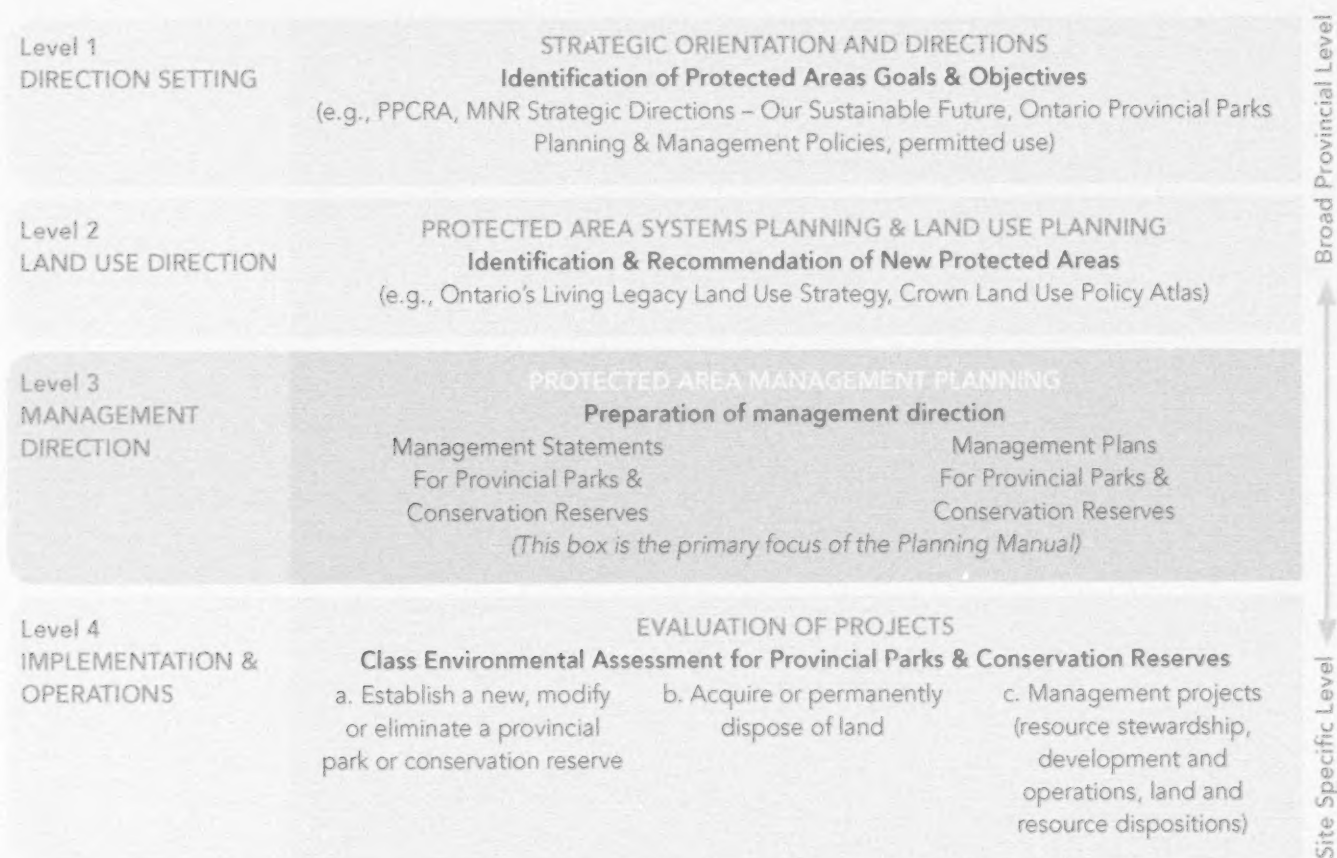 Level 1
DIRECTION SETTING
STRATEGIC ORIENTATION AND DIRECTIONS
Identification of Protected Areas Goals & Objectives
(e.g., PPCRA, MNR Strategic Directions – Our Sustainable Future, Ontario Provincial Parks
Planning & Management Policies, permitted use)
Level 2
LAND USE DIRECTION
PROTECTED AREA SYSTEMS PLANNING & LAND USE PLANNING
Identification & Recommendation of New Protected Areas
(e.g., Ontario's Living Legacy Land Use Strategy, Crown Land Use Policy Atlas)
Level 3
MANAGEMENT
DIRECTION
PROTECTED AREA MANAGEMENT PLANNING
Preparation of management direction
Management Statements
For Provincial Parks &
Conservation Reserves
Management Plans
For Provincial Parks &
Conservation Reserves
(This box is the primary focus of the Planning Manual)
Level 4
IMPLEMENTATION &
OPERATIONS
EVALUATION OF PROJECTS
Class Environmental Assessment for Provincial Parks & Conservation Reserves
a. Establish a new, modify
or eliminate a provincial
park or conservation reserve
b. Acquire or permanently
dispose of land
c. Management projects
(resource stewardship,
development and
operations, land and
resource dispositions)
Broad Provincial Level
Site Specific Level